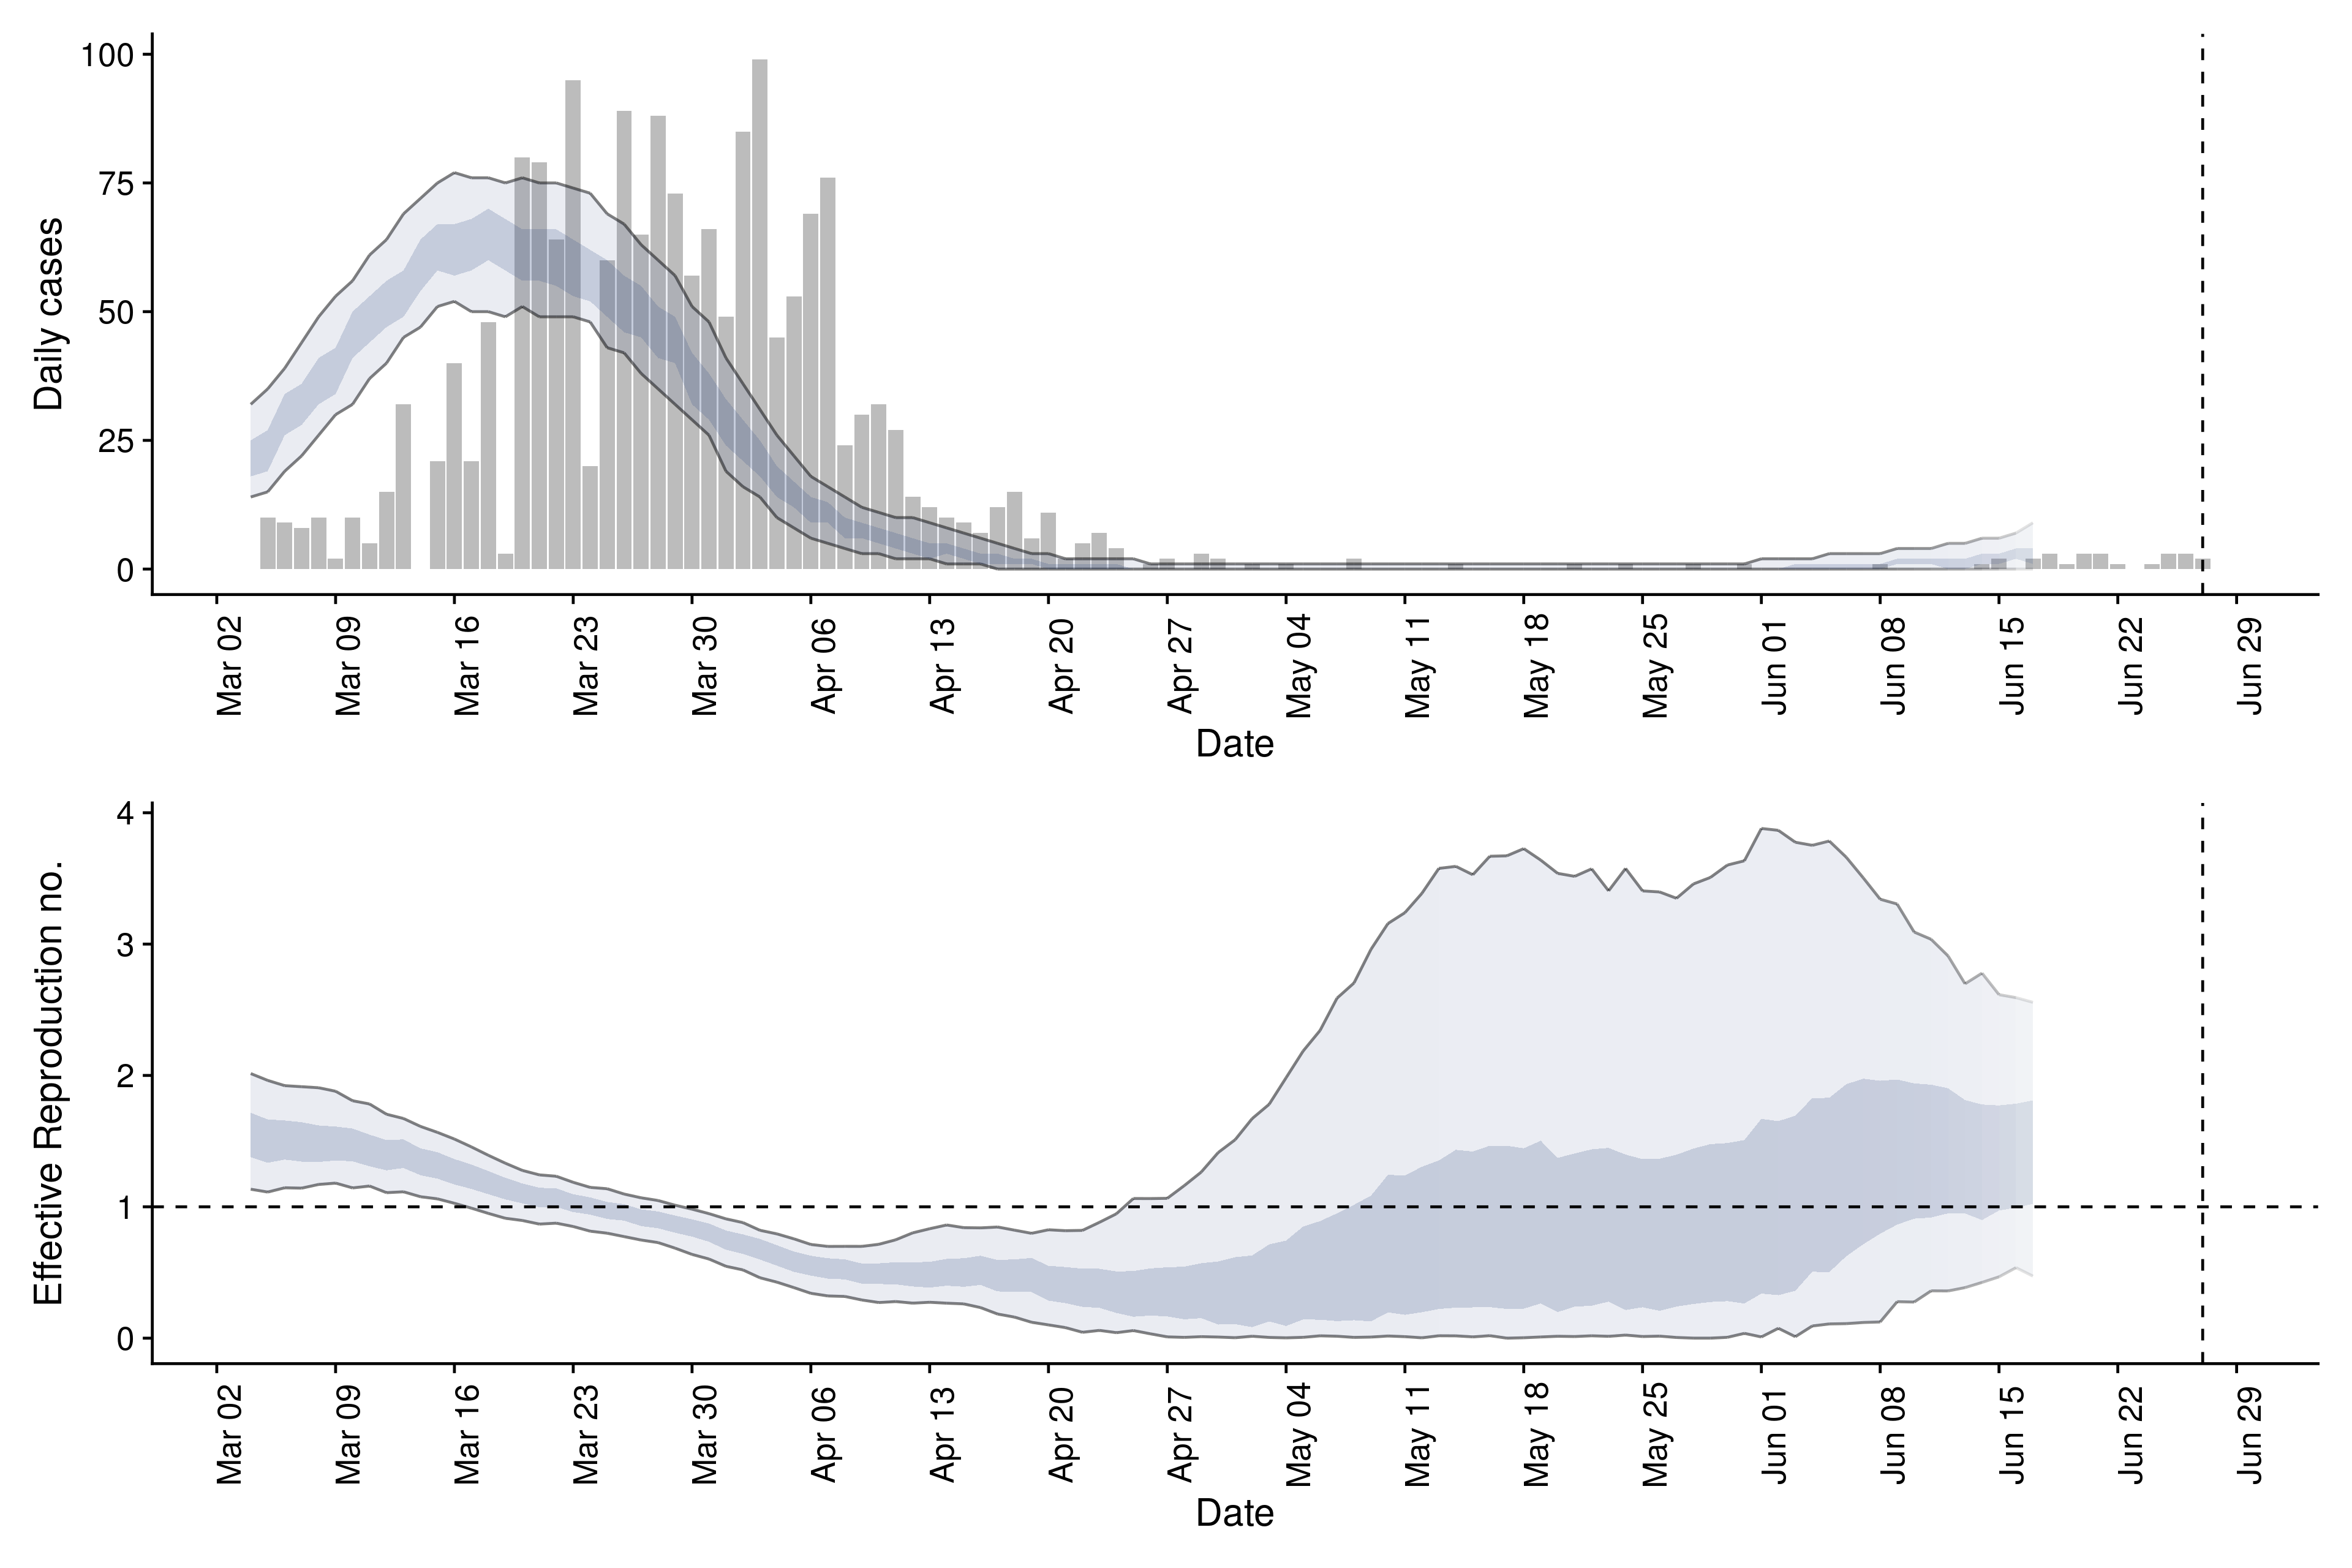 Daily cases
100
75
50
25
0
Mar 02
Mar 09
Mar 16
Mar 23
Mar 30
Apr 06
Apr 13
Apr 20
Apr 27
May 04
May 11
May 18
May 25
Jun 01
Jun 08
Jun 15
Jun 22
Jun 29
Date
Effective Reproduction no.
4
3
2
1
0
Mar 02
Mar 09
Mar 16
Mar 23
Mar 30
Apr 06
Apr 13
Apr 20
Apr 27
May 04
May 11
May 18
May 25
Jun 01
Jun 08
Jun 15
Jun 22
Jun 29
Date